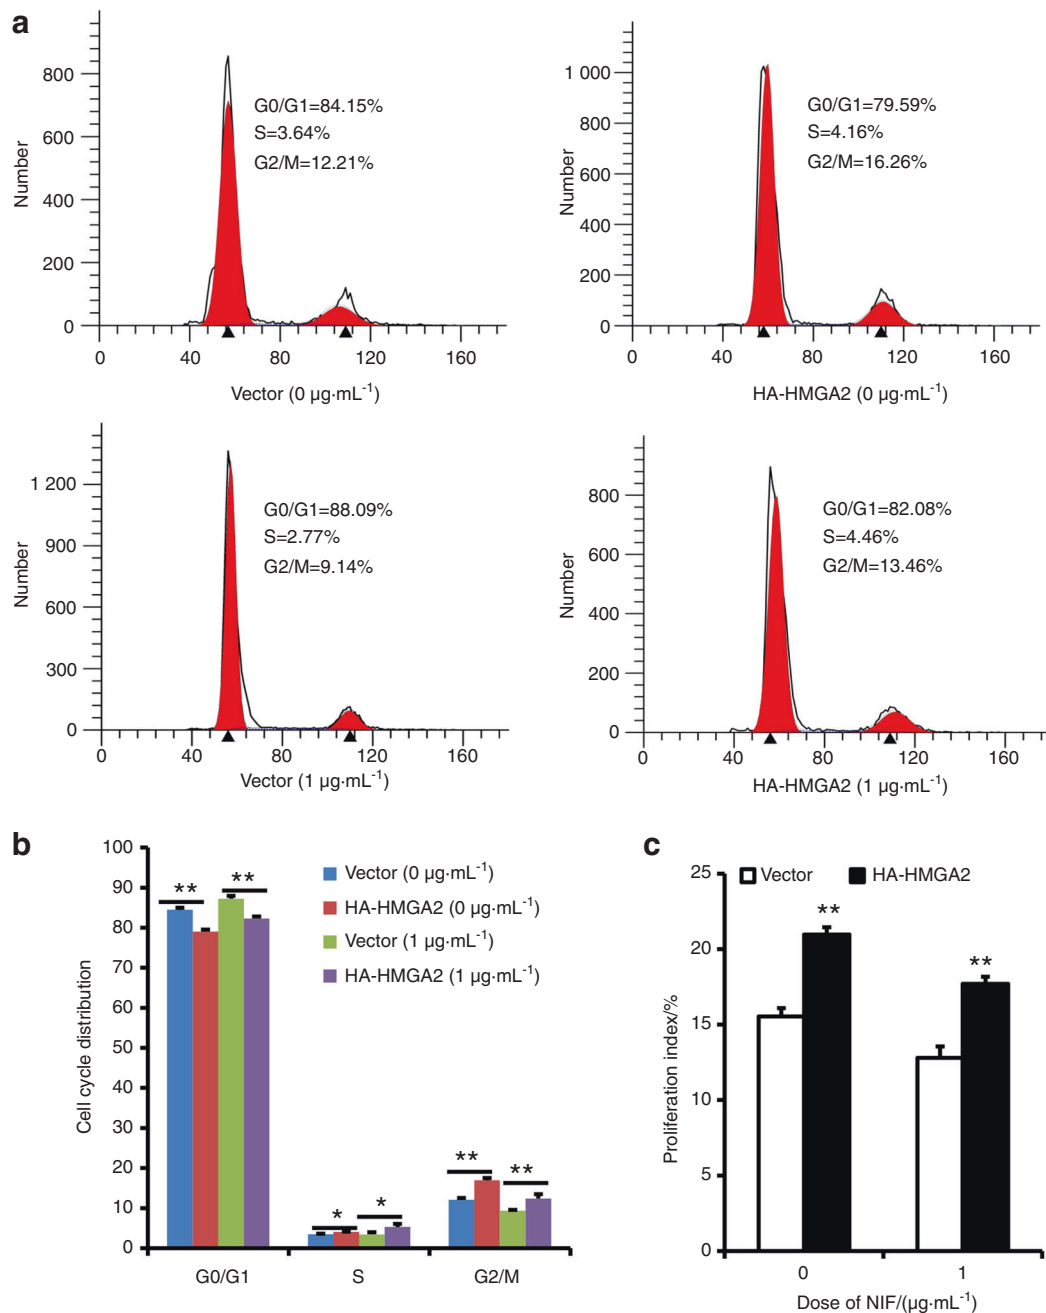 a
800
600
400
200
0
Number
G0/G1=84.15%
S=3.64%
G2/M=12.21%
0 40 80 120 160
Vector (0 µg·mL⁻¹)
1 000
800
600
400
200
0
Number
G0/G1=79.59%
S=4.16%
G2/M=16.26%
0 40 80 120 160
HA-HMGA2 (0 µg·mL⁻¹)
1 200
900
600
300
0
Number
G0/G1=88.09%
S=2.77%
G2/M=9.14%
0 40 80 120 160
Vector (1 µg·mL⁻¹)
800
600
400
200
0
Number
G0/G1=82.08%
S=4.46%
G2/M=13.46%
0 40 80 120 160
HA-HMGA2 (1 µg·mL⁻¹)
b
100
90
80
70
60
50
40
30
20
10
0
Cell cycle distribution
Vector (0 µg·mL⁻¹)
HA-HMGA2 (0 µg·mL⁻¹)
Vector (1 µg·mL⁻¹)
HA-HMGA2 (1 µg·mL⁻¹)
** **
* *
** **
G0/G1 S G2/M
c
25
20
15
10
5
0
Proliferation index/%
Vector HA-HMGA2
**
**
0 1
Dose of NIF/(µg·mL⁻¹)